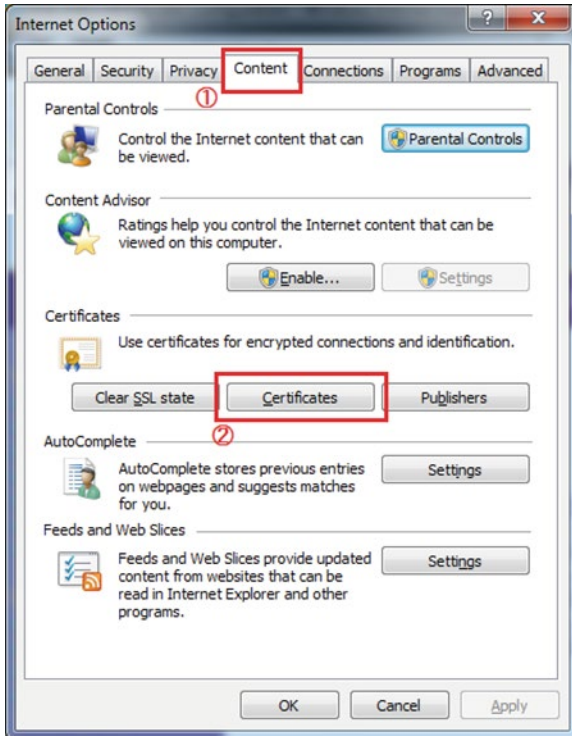 Internet Options
?
X
General Security Privacy Content Connections Programs Advanced
①
Parental Controls
Control the Internet content that can
be viewed.
Parental Controls
Content Advisor
Ratings help you control the Internet content that can be
viewed on this computer.
Enable...
Settings
Certificates
Use certificates for encrypted connections and identification.
Clear SSL state
Certificates
Publishers
②
AutoComplete
AutoComplete stores previous entries
on webpages and suggests matches
for you.
Settings
Feeds and Web Slices
Feeds and Web Slices provide updated
content from websites that can be
read in Internet Explorer and other
programs.
Settings
OK
Cancel
Apply